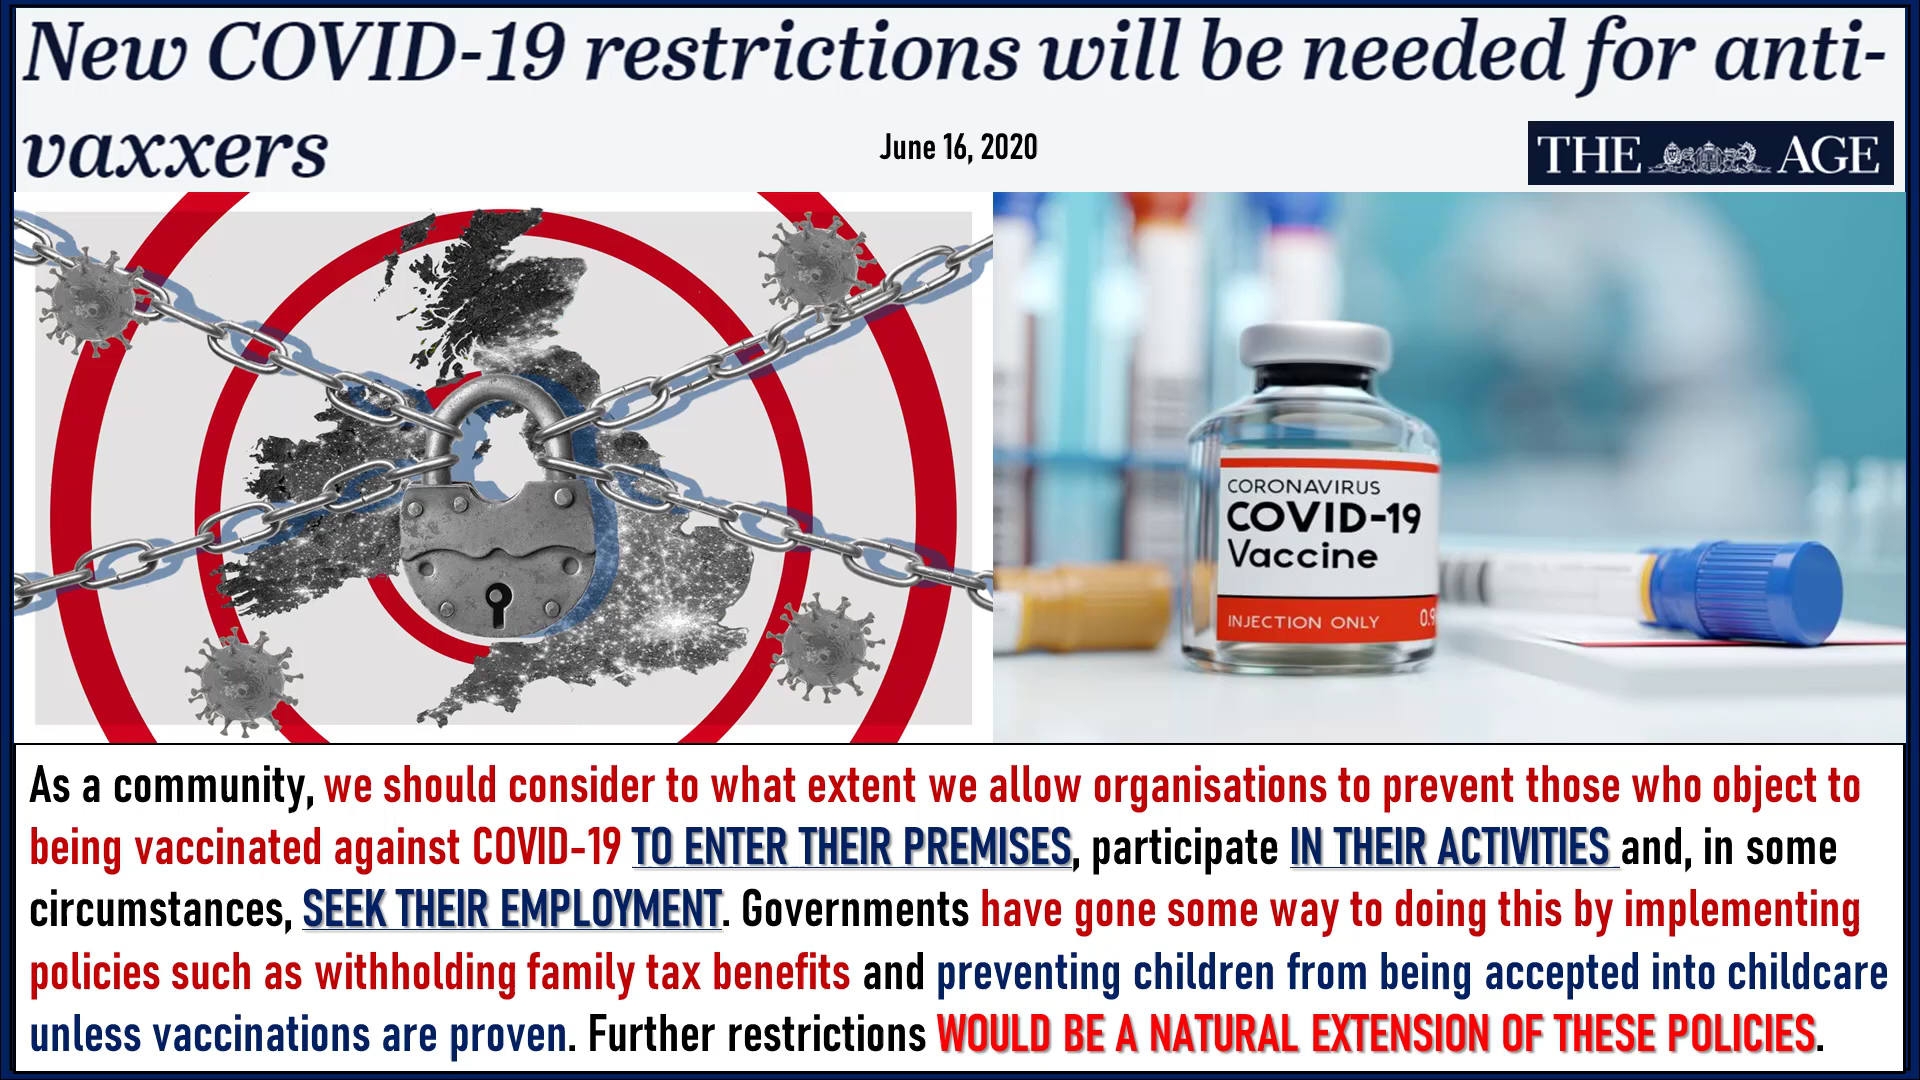 New COVID-19 restrictions will be needed for anti-
vaxxers
June 16, 2020
THE AGE
CORONAVIRUS
COVID-19
Vaccine
INJECTION ONLY 0.9
As a community, we should consider to what extent we allow organisations to prevent those who object to
being vaccinated against COVID-19 TO ENTER THEIR PREMISES, participate IN THEIR ACTIVITIES and, in some
circumstances, SEEK THEIR EMPLOYMENT. Governments have gone some way to doing this by implementing
policies such as withholding family tax benefits and preventing children from being accepted into childcare
unless vaccinations are proven. Further restrictions WOULD BE A NATURAL EXTENSION OF THESE POLICIES.